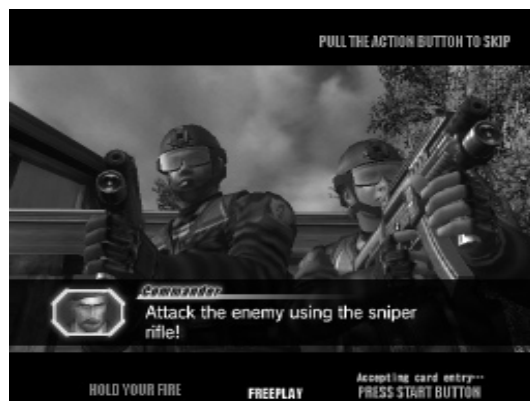 PULL THE ACTION BUTTON TO SKIP
Commander
Attack the enemy using the sniper
rifle!
Accepting card entry--
HOLD YOUR FIRE FREEPLAY PRESS START BUTTON